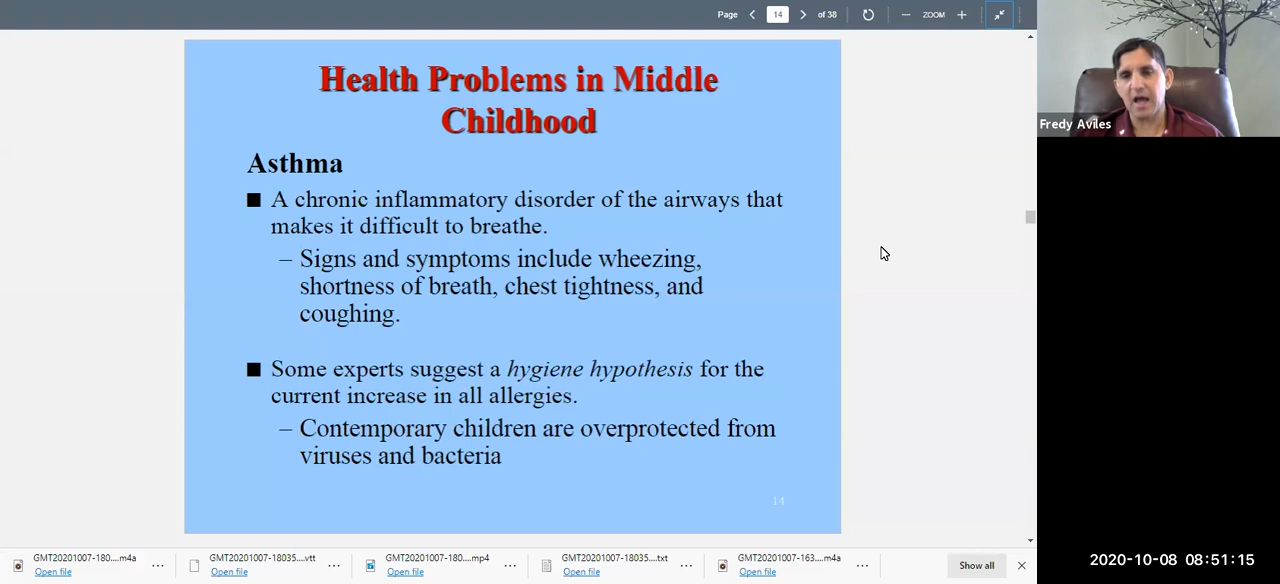 Page 14 of 38 ZOOM
Health Problems in Middle
Childhood
Fredy Aviles
Asthma
■ A chronic inflammatory disorder of the airways that
makes it difficult to breathe.
– Signs and symptoms include wheezing,
shortness of breath, chest tightness, and
coughing.
■ Some experts suggest a hygiene hypothesis for the
current increase in all allergies.
– Contemporary children are overprotected from
viruses and bacteria
14
GMT20201007-180....m4a GMT20201007-18035....vtt GMT20201007-180....mp4 GMT20201007-18035....txt GMT20201007-163....m4a
Open file Open file Open file Open file Open file
Show all
2020-10-08 08:51:15